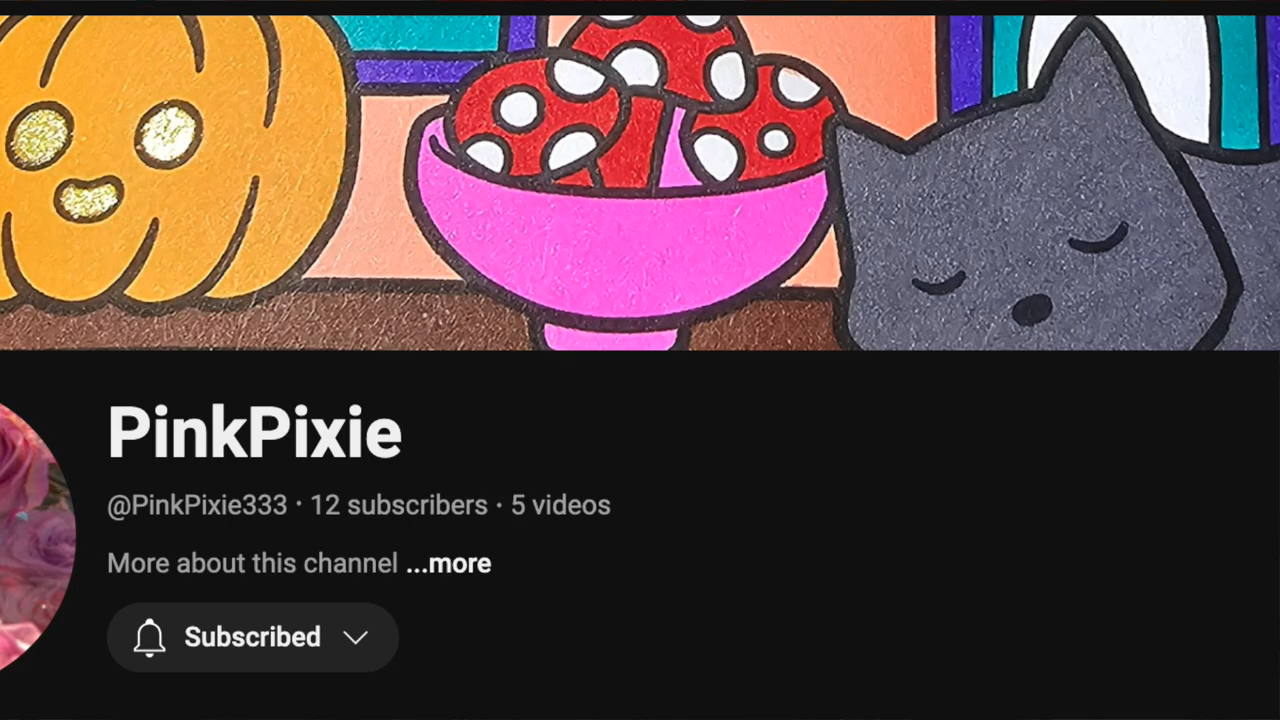 PinkPixie
@PinkPixie333 · 12 subscribers · 5 videos
More about this channel ...more
Subscribed